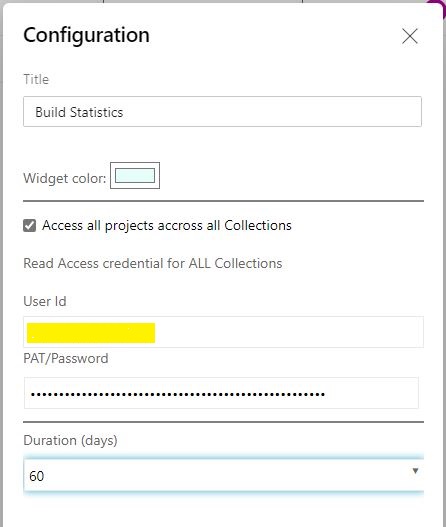 Configuration
Title
Build Statistics
Widget color:
Access all projects accross all Collections
Read Access credential for ALL Collections
User Id
PAT/Password
Duration (days)
60